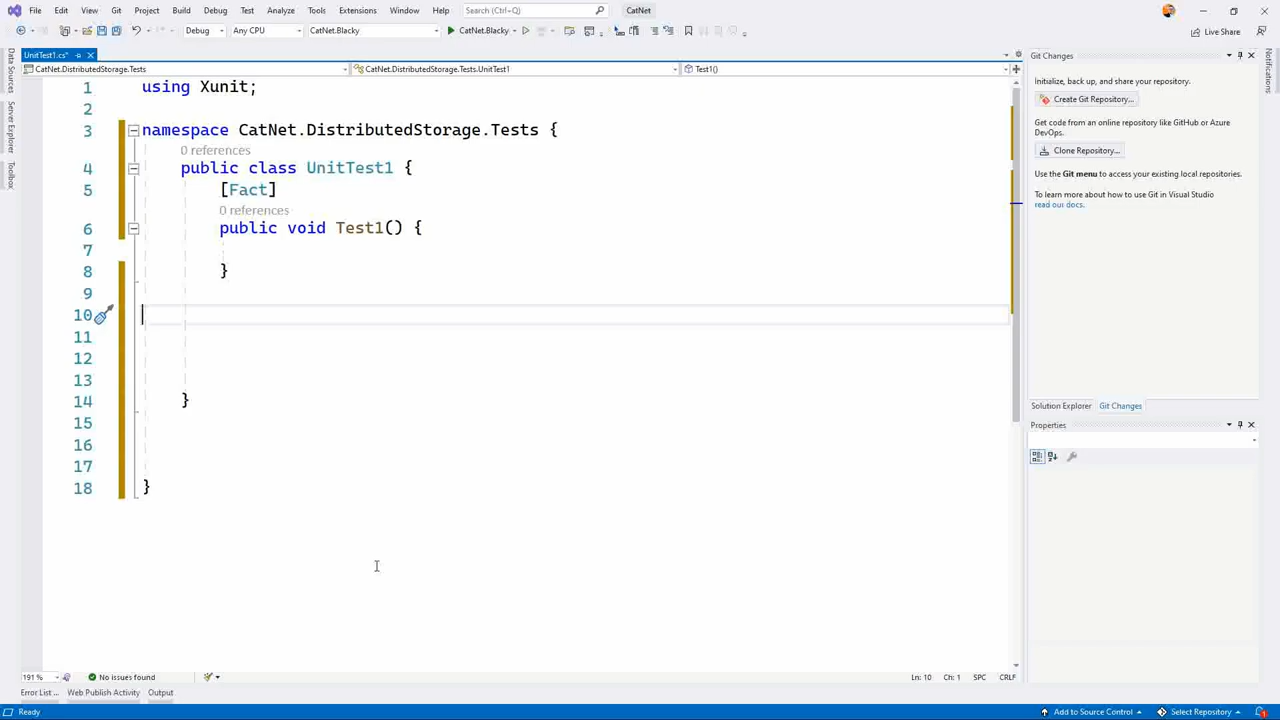 File Edit View Git Project Build Debug Test Analyze Tools Extensions Window Help Search (Ctrl+Q) CatNet
Debug Any CPU CatNet.Blacky CatNet.Blacky Live Share
UnitTest1.cs*
CatNet.DistributedStorage.Tests CatNet.DistributedStorage.Tests.UnitTest1 Test1()
Data Sources
Server Explorer
Toolbox
1 using Xunit;
2
3 namespace CatNet.DistributedStorage.Tests {
0 references
4 public class UnitTest1 {
5 [Fact]
0 references
6 public void Test1() {
7
8 }
9
10
11
12
13
14 }
15
16
17
18 }
Git Changes
Initialize, back up, and share your repository.
Create Git Repository...
Get code from an online repository like GitHub or Azure
DevOps.
Clone Repository...
Use the Git menu to access your existing local repositories.
To learn more about how to use Git in Visual Studio
read our docs.
Solution Explorer Git Changes
Properties
Notifications
191 % No issues found Ln: 10 Ch: 1 SPC CRLF
Error List ... Web Publish Activity Output
Ready Add to Source Control Select Repository 1